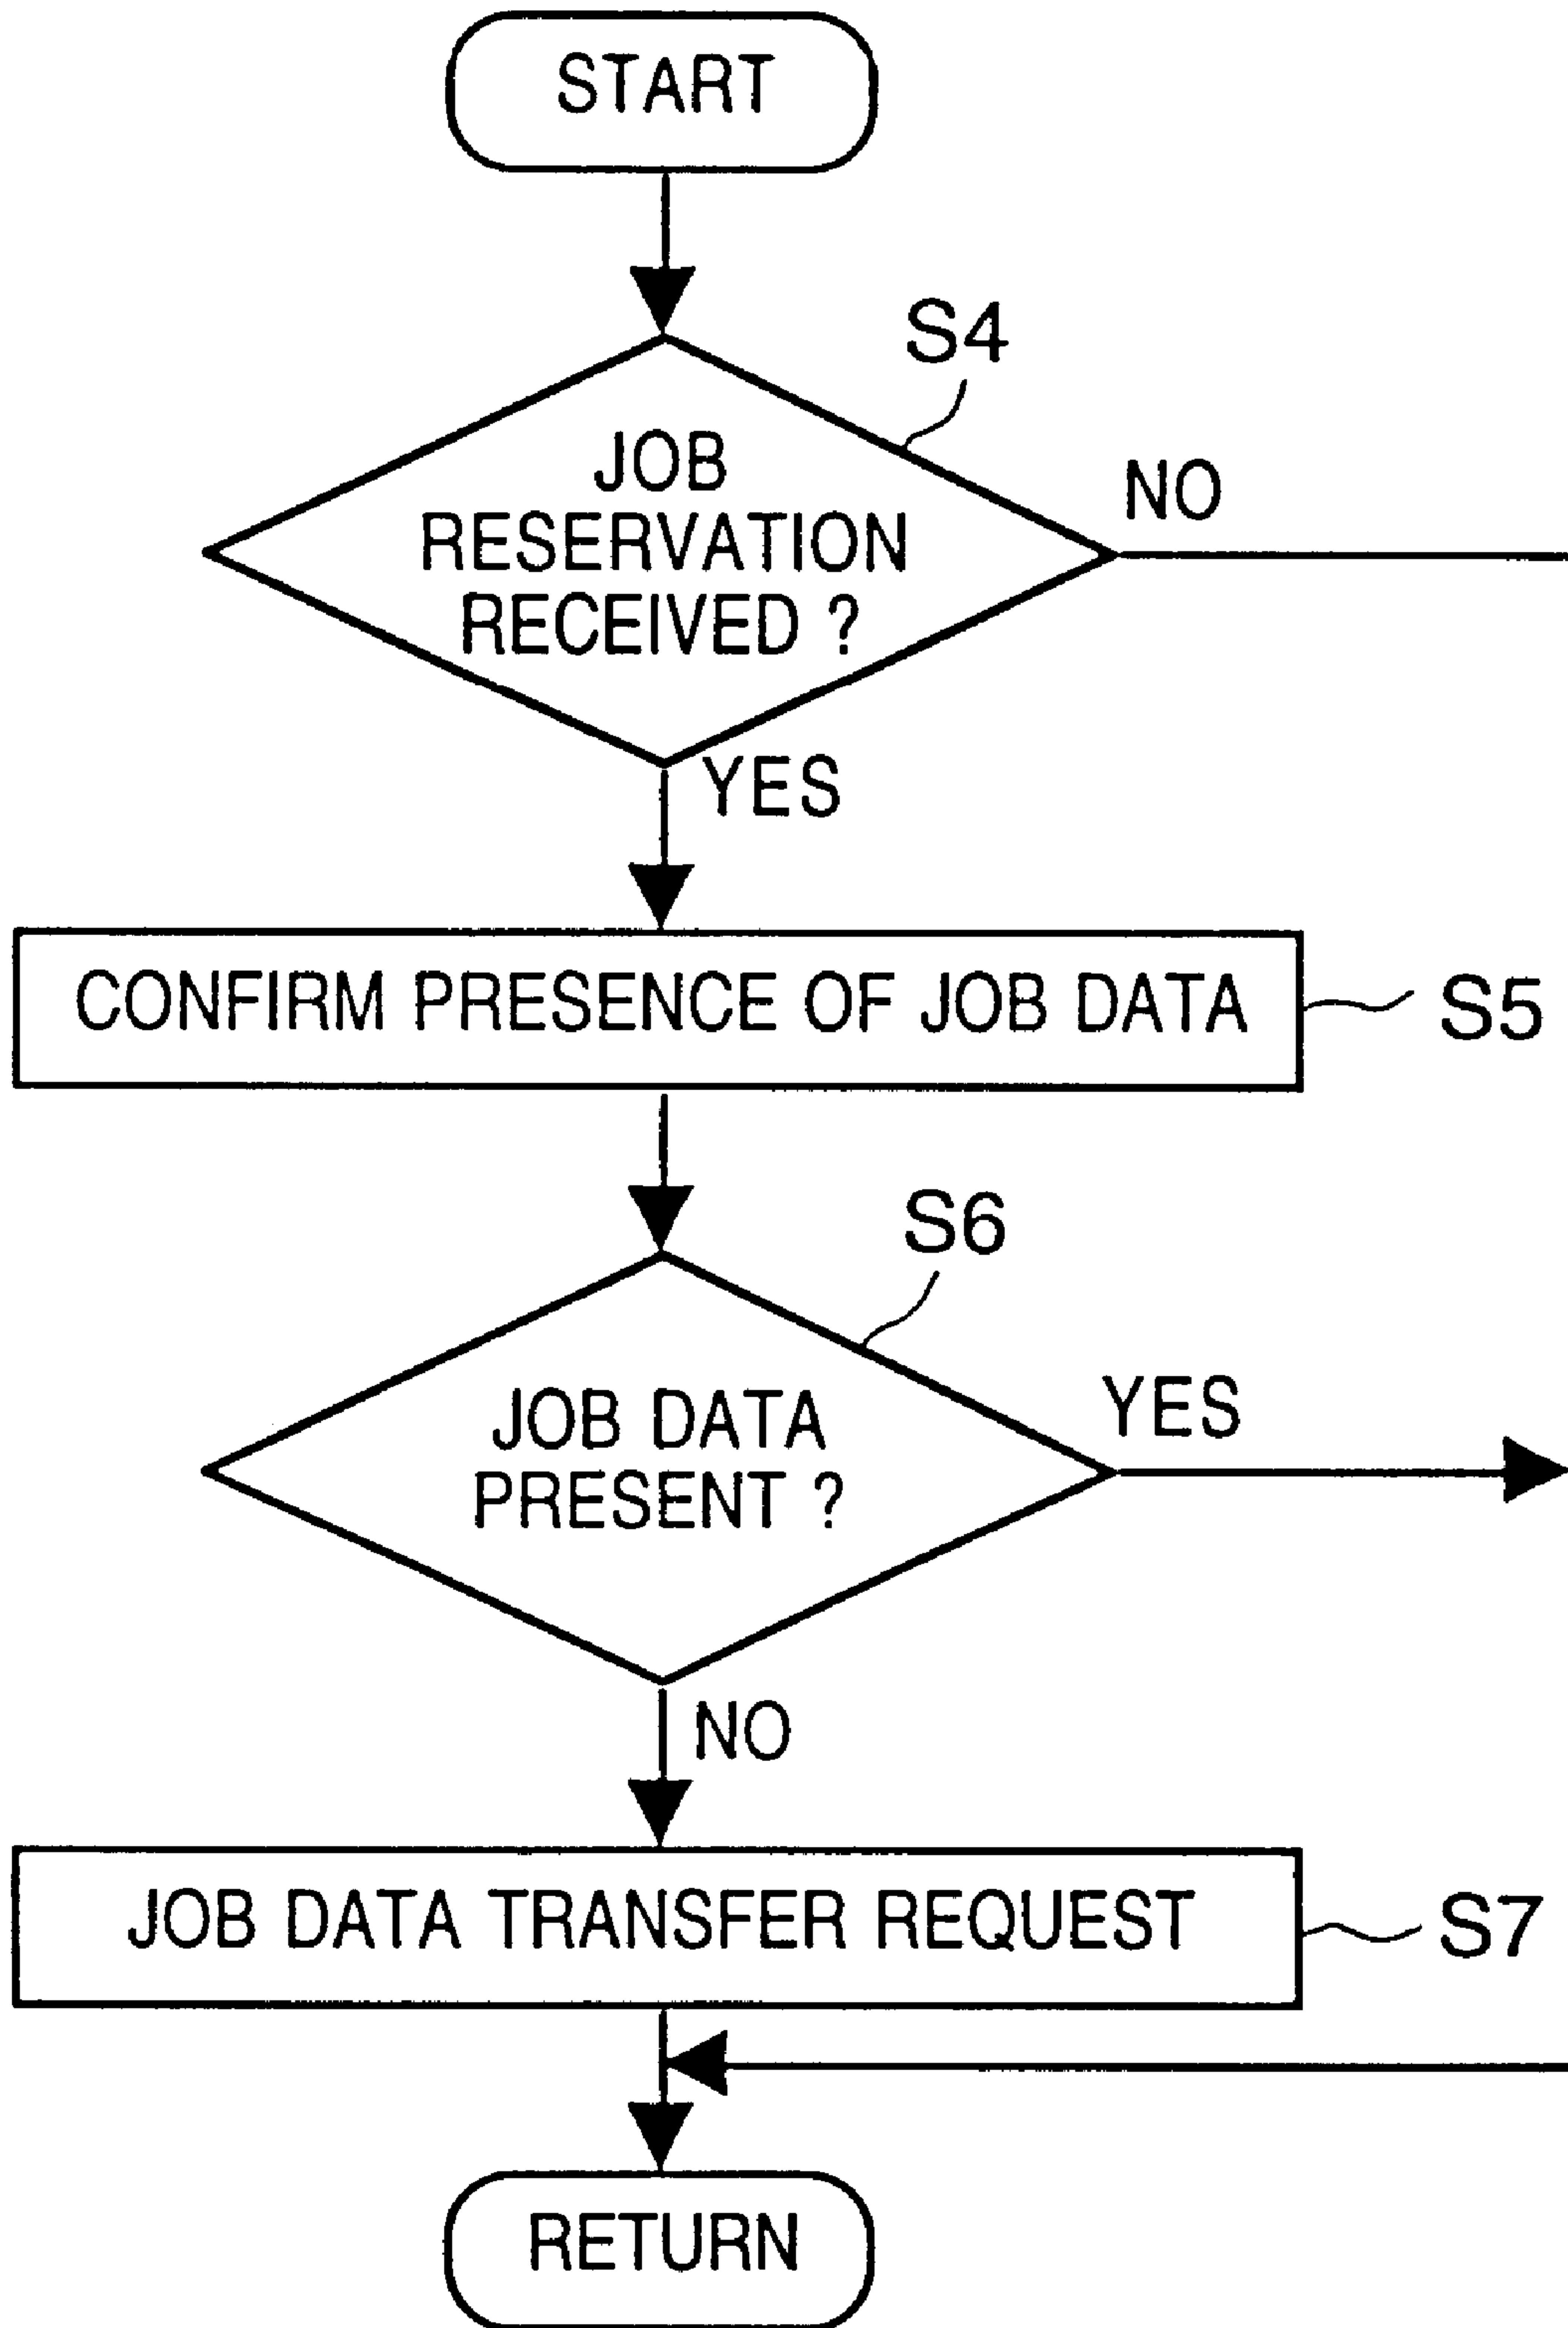 START
S4
JOB
RESERVATION
RECEIVED ?
NO
YES
CONFIRM PRESENCE OF JOB DATA
S5
S6
JOB DATA
PRESENT ?
YES
NO
JOB DATA TRANSFER REQUEST
S7
RETURN